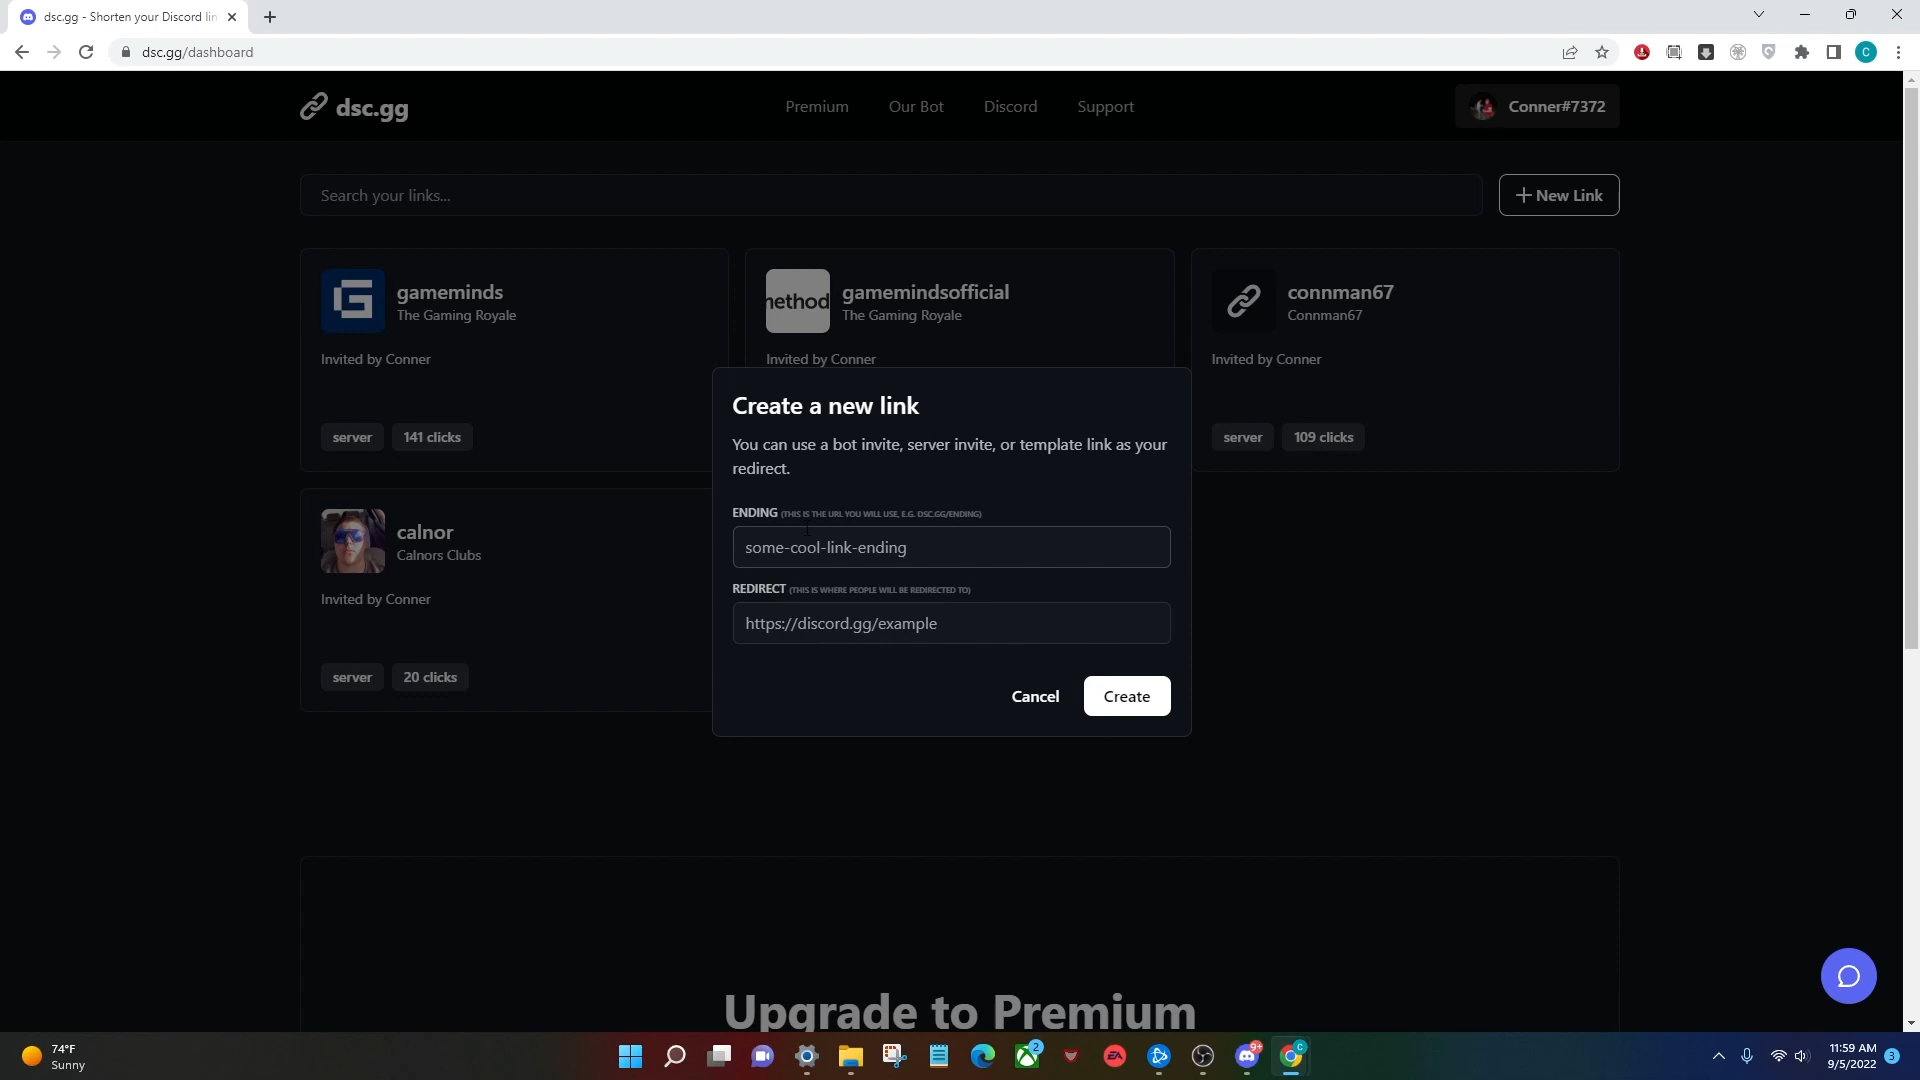 dsc.gg - Shorten your Discord lin
dsc.gg/dashboard
C
dsc.gg
Premium
Our Bot
Discord
Support
Conner#7372
Search your links...
New Link
gameminds
The Gaming Royale
Invited by Conner
server
141 clicks
nethod
gamemindsofficial
The Gaming Royale
Invited by Conner
connman67
Connman67
Invited by Conner
server
109 clicks
calnor
Calnors Clubs
Invited by Conner
server
20 clicks
Create a new link
You can use a bot invite, server invite, or template link as your
redirect.
ENDING (THIS IS THE URL YOU WILL USE, E.G. DSC.GG/ENDING)
some-cool-link-ending
REDIRECT (THIS IS WHERE PEOPLE WILL BE REDIRECTED TO)
https://discord.gg/example
Cancel
Create
Upgrade to Premium
74°F
Sunny
2
EA
9+
C
11:59 AM
9/5/2022
3